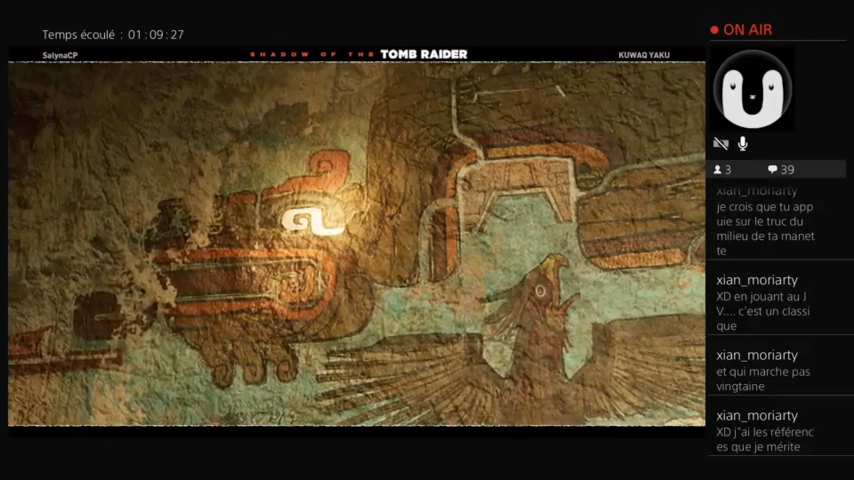 Temps écoulé : 01:09:27
ON AIR
SalynaCP
SHADOW OF THE TOMB RAIDER
KUWAQ YAKU
3
39
xian_moriarty
je crois que tu app
uie sur le truc du
milieu de ta manet
te
xian_moriarty
XD en jouant au J
V.... c'est un classi
que
xian_moriarty
et qui marche pas
vingtaine
xian_moriarty
XD j"ai les référenc
es que je mérite